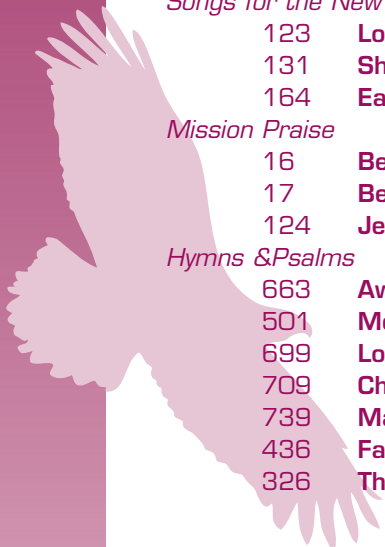 Songs for the New
123 Lo
131 Sh
164 Ea
Mission Praise
16 Be
17 Be
124 Je
Hymns &Psalms
663 Aw
501 Mo
699 Lo
709 Ch
739 Ma
436 Fa
326 Th